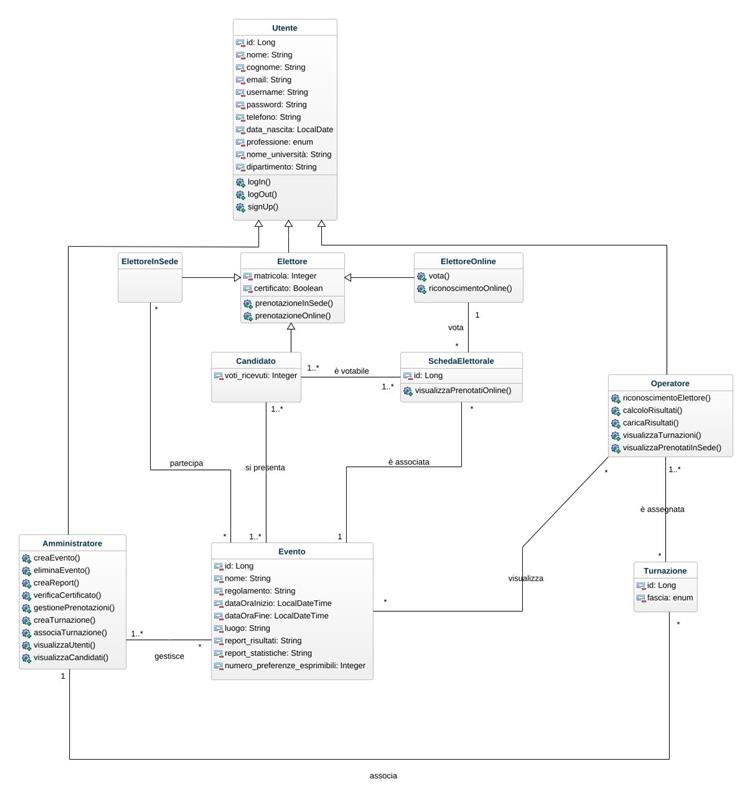 Utente
id: Long
nome: String
cognome: String
email: String
username: String
password: String
telefono: String
data_nascita: LocalDate
professione: enum
nome_università: String
dipartimento: String
logIn()
logOut()
signUp()
ElettoreInSede
Elettore
matricola: Integer
certificato: Boolean
prenotazioneInSede()
prenotazioneOnline()
ElettoreOnline
vota()
riconoscimentoOnline()
*
1
vota
*
Candidato
voti_ricevuti: Integer
1..*
è votabile
1..*
SchedaElettorale
id: Long
visualizzaPrenotatiOnline()
1..*
*
Operatore
riconoscimentoElettore()
calcoloRisultati()
caricaRisultati()
visualizzaTurnazioni()
visualizzaPrenotatiInSede()
partecipa
si presenta
è associata
*
1..*
è assegnata
*
1..*
1
*
Amministratore
creaEvento()
eliminaEvento()
creaReport()
verificaCertificato()
gestionePrenotazioni()
creaTurnazione()
associaTurnazione()
visualizzaUtenti()
visualizzaCandidati()
Evento
id: Long
nome: String
regolamento: String
dataOraInizio: LocalDateTime
dataOraFine: LocalDateTime
luogo: String
report_risultati: String
report_statistiche: String
numero_preferenze_esprimibili: Integer
visualizza
*
Turnazione
id: Long
fascia: enum
*
1..*
*
gestisce
1
associa